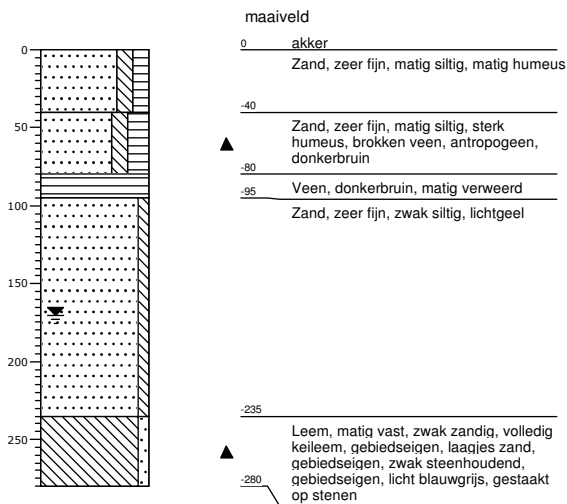 maaiveld
0 akker
0
Zand, zeer fijn, matig siltig, matig humeus
-40
50
Zand, zeer fijn, matig siltig, sterk
humeus, brokken veen, antropogeen,
donkerbruin
-80
Veen, donkerbruin, matig verweerd
-95
100
Zand, zeer fijn, zwak siltig, lichtgeel
150
200
-235
250
Leem, matig vast, zwak zandig, volledig
keileem, gebiedseigen, laagjes zand,
gebiedseigen, zwak steenhoudend,
-280
gebiedseigen, licht blauwgrijs, gestaakt
op stenen